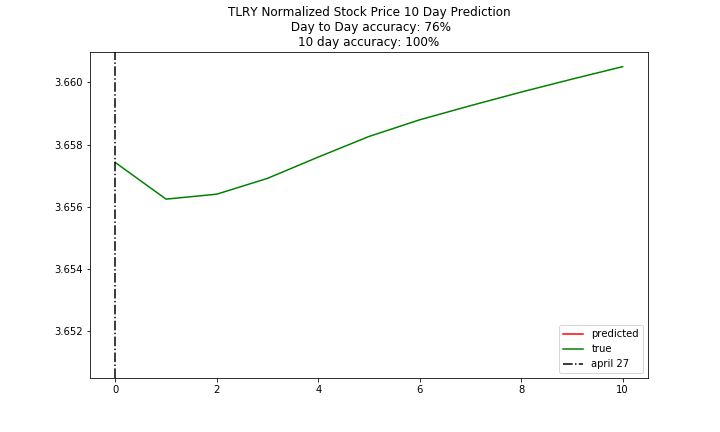 TLRY Normalized Stock Price 10 Day Prediction
Day to Day accuracy: 76%
10 day accuracy: 100%
3.660
3.658
3.656
3.654
3.652
predicted
true
april 27
0 2 4 6 8 10